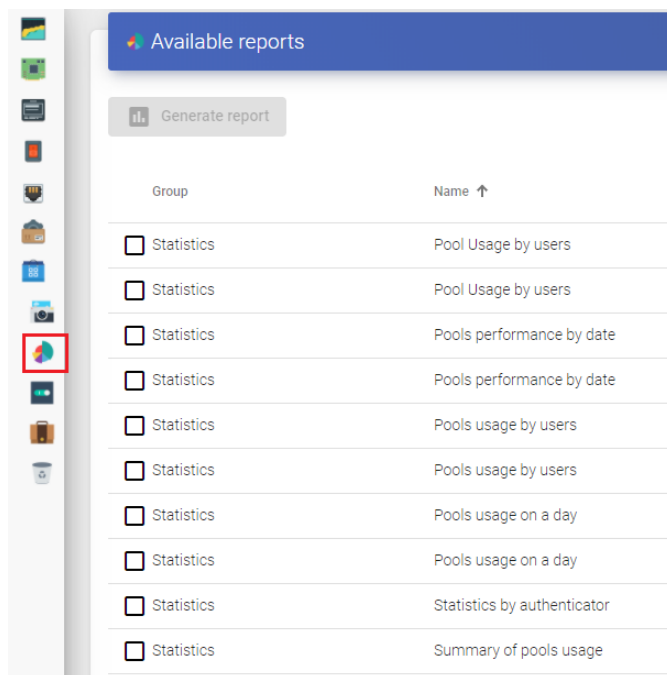 Available reports
Generate report
Group Name
Statistics Pool Usage by users
Statistics Pool Usage by users
Statistics Pools performance by date
Statistics Pools performance by date
Statistics Pools usage by users
Statistics Pools usage by users
Statistics Pools usage on a day
Statistics Pools usage on a day
Statistics Statistics by authenticator
Statistics Summary of pools usage